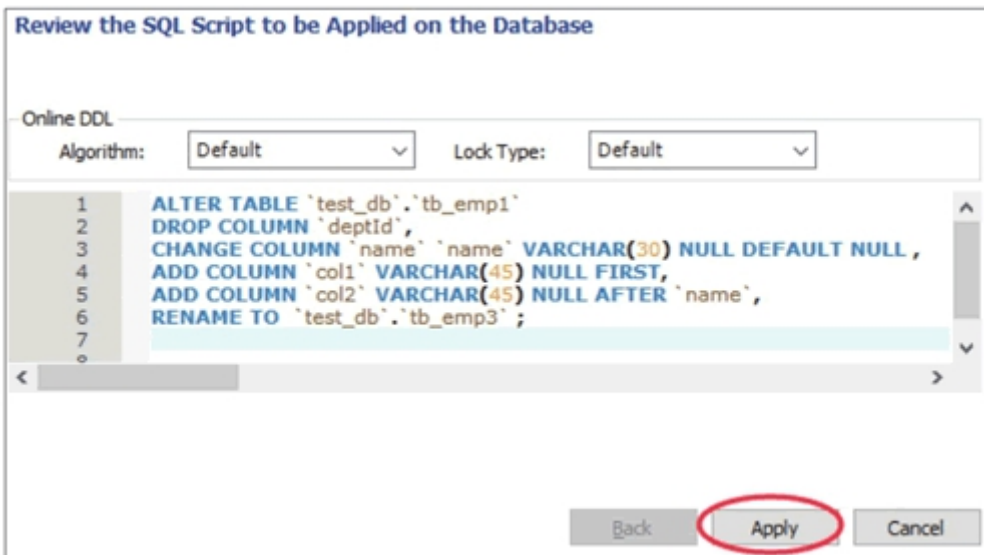 Review the SQL Script to be Applied on the Database
Online DDL
Algorithm: Default Lock Type: Default
1 ALTER TABLE `test_db`.`tb_emp1`
2 DROP COLUMN `deptId`,
3 CHANGE COLUMN `name` `name` VARCHAR(30) NULL DEFAULT NULL ,
4 ADD COLUMN `col1` VARCHAR(45) NULL FIRST,
5 ADD COLUMN `col2` VARCHAR(45) NULL AFTER `name`,
6 RENAME TO `test_db`.`tb_emp3` ;
7
8
Back Apply Cancel